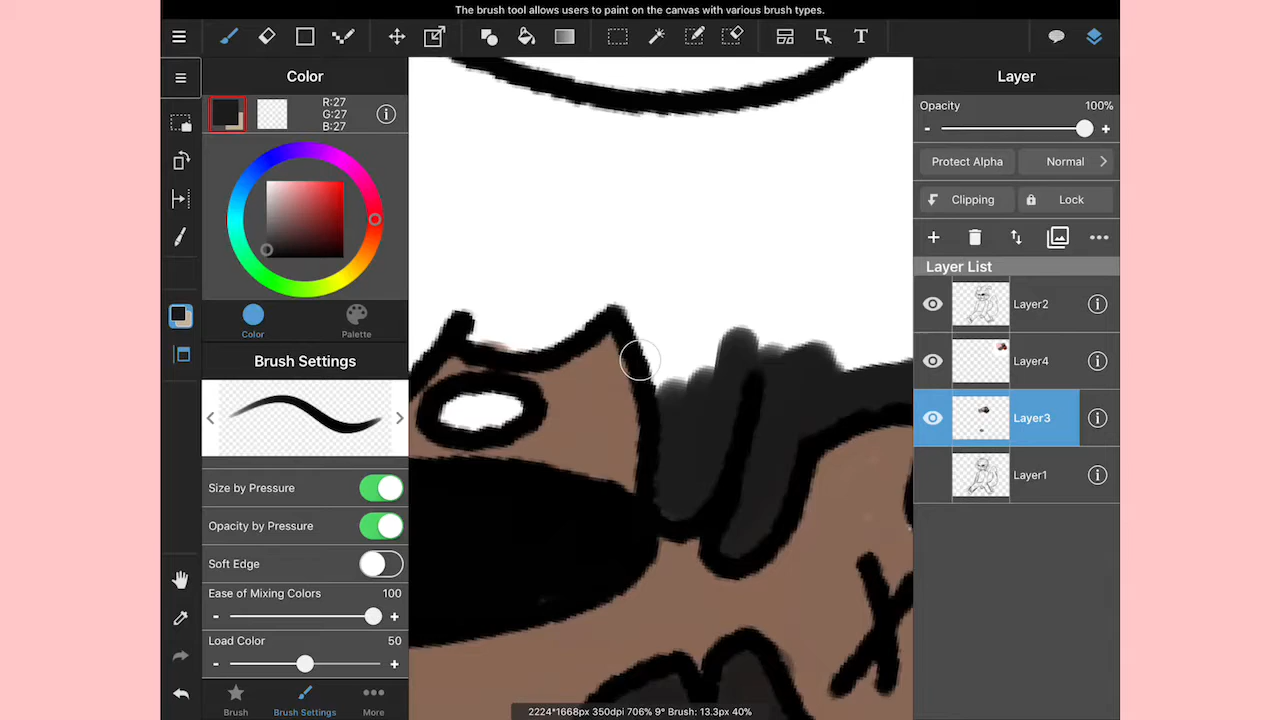 The brush tool allows users to paint on the canvas with various brush types.
T
Color
R:27
G:27
B:27
Color
Palette
Brush Settings
Size by Pressure
Opacity by Pressure
Soft Edge
Ease of Mixing Colors 100
- +
Load Color 50
- +
Brush
Brush Settings
More
2224*1668px 350dpi 706% 9° Brush: 13.3px 40%
Layer
Opacity 100%
- +
Protect Alpha
Normal
Clipping
Lock
Layer List
Layer2
Layer4
Layer3
Layer1